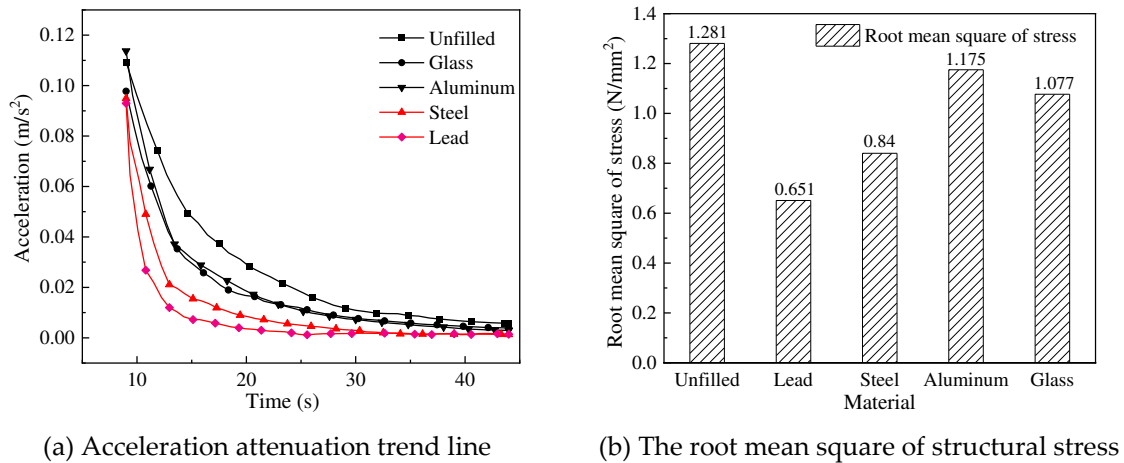 0.12
0.10
0.08
0.06
0.04
0.02
0.00
Acceleration (m/s²)
Unfilled
Glass
Aluminum
Steel
Lead
10
20
30
40
Time (s)
(a) Acceleration attenuation trend line
1.4
1.2
1.0
0.8
0.6
0.4
0.2
0.0
Root mean square of stress (N/mm²)
Root mean square of stress
1.281
0.651
0.84
1.175
1.077
Unfilled
Lead
Steel
Aluminum
Glass
Material
(b) The root mean square of structural stress